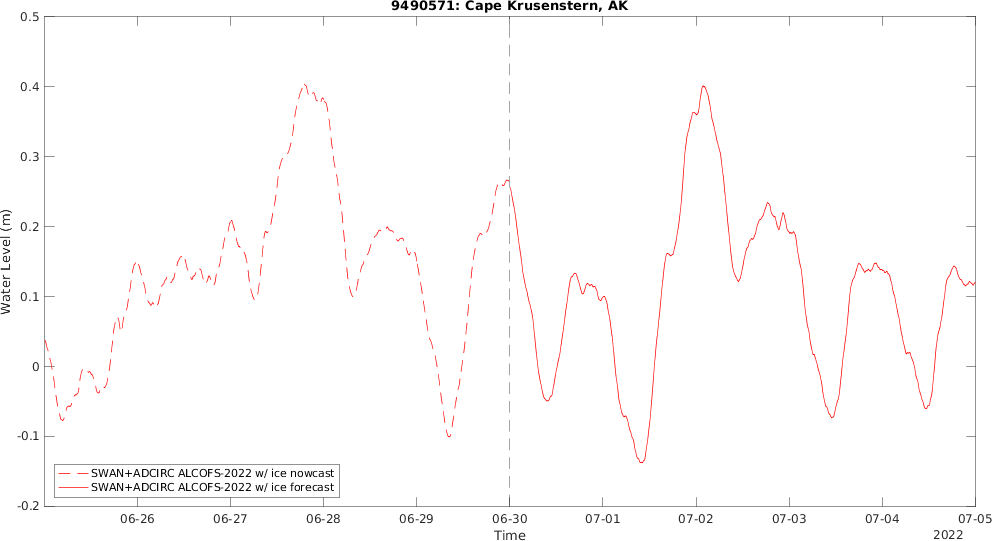 9490571: Cape Krusenstern, AK
0.5
0.4
0.3
0.2
0.1
0
-0.1
-0.2
Water Level (m)
SWAN+ADCIRC ALCOFS-2022 w/ ice nowcast
SWAN+ADCIRC ALCOFS-2022 w/ ice forecast
06-26 06-27 06-28 06-29 06-30 07-01 07-02 07-03 07-04 07-05
Time
2022